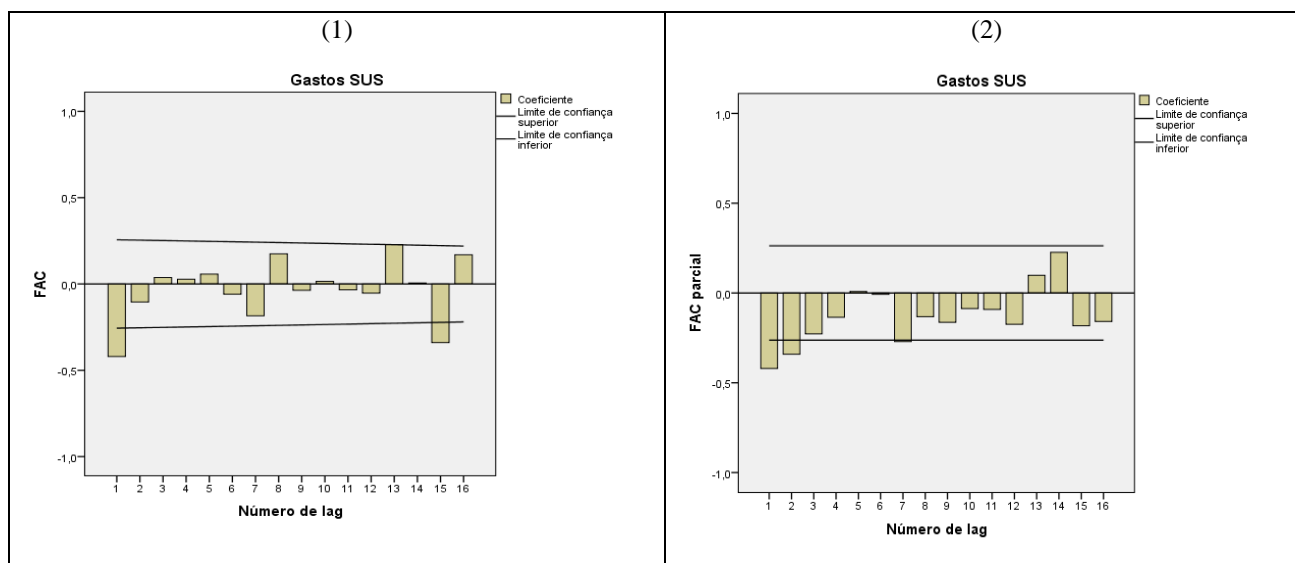 (1)
Gastos SUS
Coeficiente
Limite de confiança
superior
Limite de confiança
inferior
1,0
0,5
0,0
-0,5
-1,0
FAC
1 2 3 4 5 6 7 8 9 10 11 12 13 14 15 16
Número de lag
(2)
Gastos SUS
Coeficiente
Limite de confiança
superior
Limite de confiança
inferior
1,0
0,5
0,0
-0,5
-1,0
FAC parcial
1 2 3 4 5 6 7 8 9 10 11 12 13 14 15 16
Número de lag